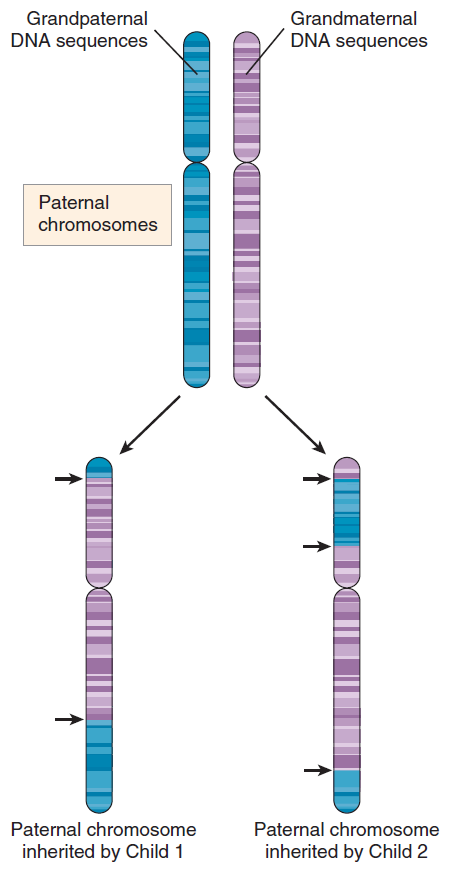 Grandpaternal
DNA sequences
Grandmaternal
DNA sequences
Paternal
chromosomes
Paternal chromosome
inherited by Child 1
Paternal chromosome
inherited by Child 2